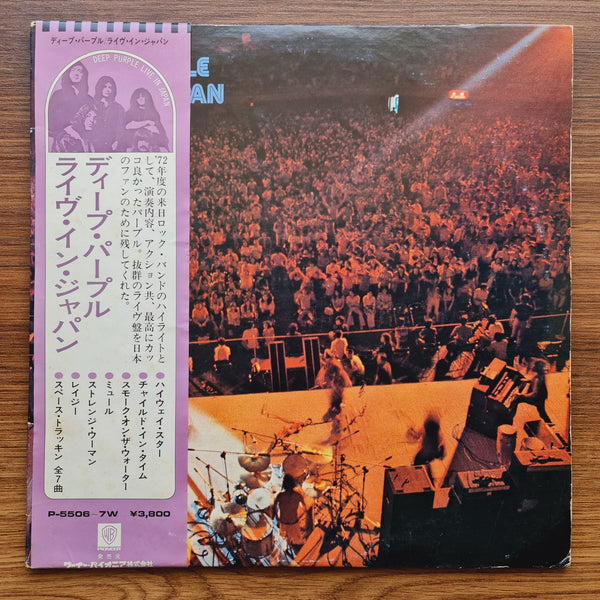 ディープ・パープル/ライヴ・イン・ジャパン
DEEP PURPLE LIVE IN JAPAN
ディープ・パープル
ライヴ・イン・ジャパン
'72年度の来日ロック・バンドのハイライトと
して、演奏内容、アクション共、最高にカッ
コ良かったパープル。抜群のライヴ盤を日本
のファンのために残してくれた。
ハイウェイ・スター
チャイルド・イン・タイム
スモーク・オン・ザ・ウォーター
ミュール
ストレンジ・ウーマン
レイジー
スペース・トラッキン 全7曲
P-5506~7W ¥3,800
WB
PIONEER
発売元
ワーナー・パイオニア株式会社
LE
AN